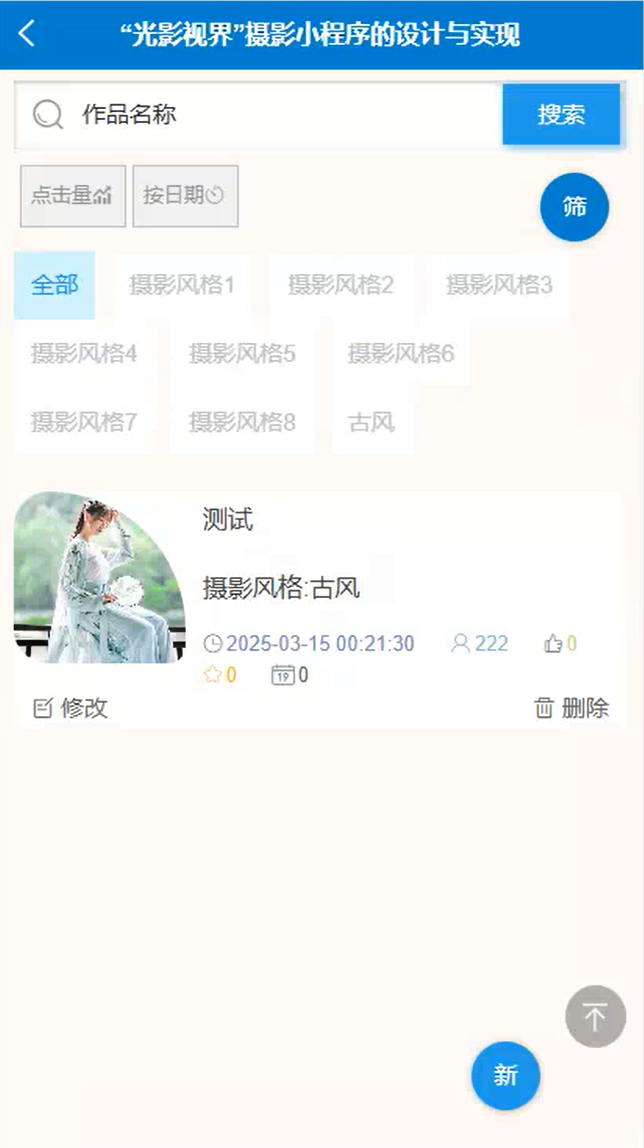 “光影视界”摄影小程序的设计与实现
作品名称 搜索
点击量 按日期 筛
全部 摄影风格1 摄影风格2 摄影风格3
摄影风格4 摄影风格5 摄影风格6
摄影风格7 摄影风格8 古风
测试
摄影风格:古风
2025-03-15 00:21:30 222 0
0 19 0
修改 删除
新